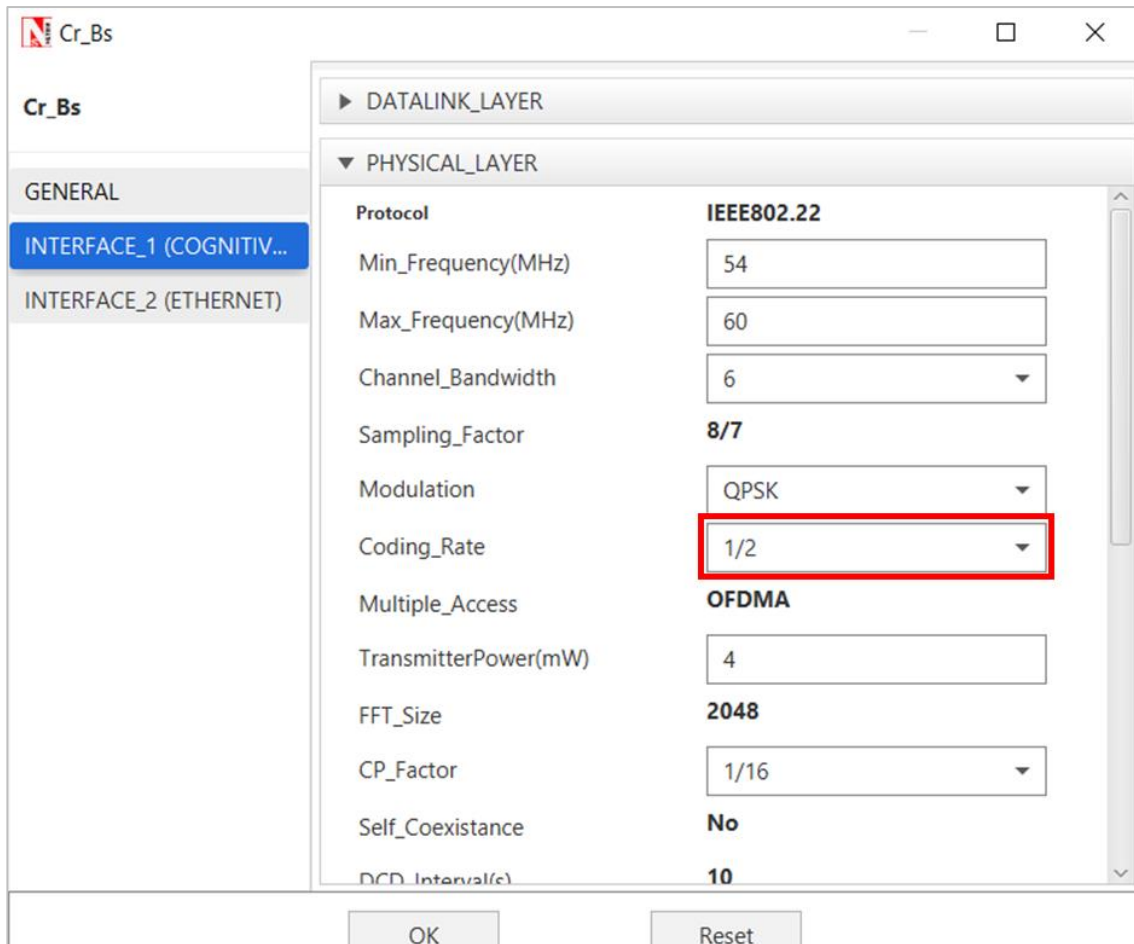 Cr_Bs
Cr_Bs
GENERAL
INTERFACE_1 (COGNITIV...
INTERFACE_2 (ETHERNET)
DATALINK_LAYER
PHYSICAL_LAYER
Protocol IEEE802.22
Min_Frequency(MHz) 54
Max_Frequency(MHz) 60
Channel_Bandwidth 6
Sampling_Factor 8/7
Modulation QPSK
Coding_Rate 1/2
Multiple_Access OFDMA
TransmitterPower(mW) 4
FFT_Size 2048
CP_Factor 1/16
Self_Coexistance No
DCD_Interval(s) 10
OK Reset